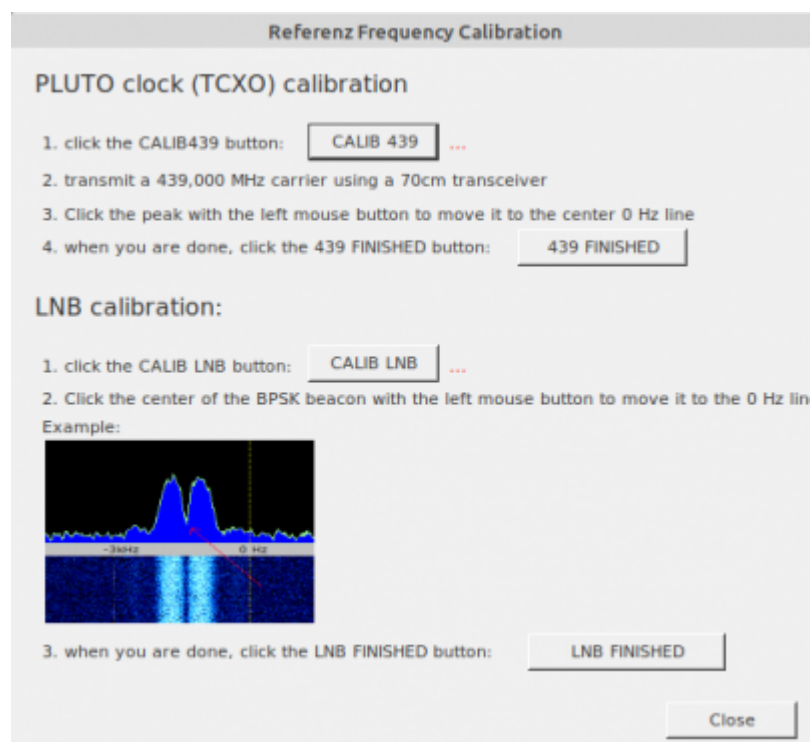 Referenz Frequency Calibration
PLUTO clock (TCXO) calibration
1. click the CALIB439 button: CALIB 439 ...
2. transmit a 439,000 MHz carrier using a 70cm transceiver
3. Click the peak with the left mouse button to move it to the center 0 Hz line
4. when you are done, click the 439 FINISHED button: 439 FINISHED
LNB calibration:
1. click the CALIB LNB button: CALIB LNB ...
2. Click the center of the BPSK beacon with the left mouse button to move it to the 0 Hz lin
Example:
-3kHz 0 Hz
3. when you are done, click the LNB FINISHED button: LNB FINISHED
Close